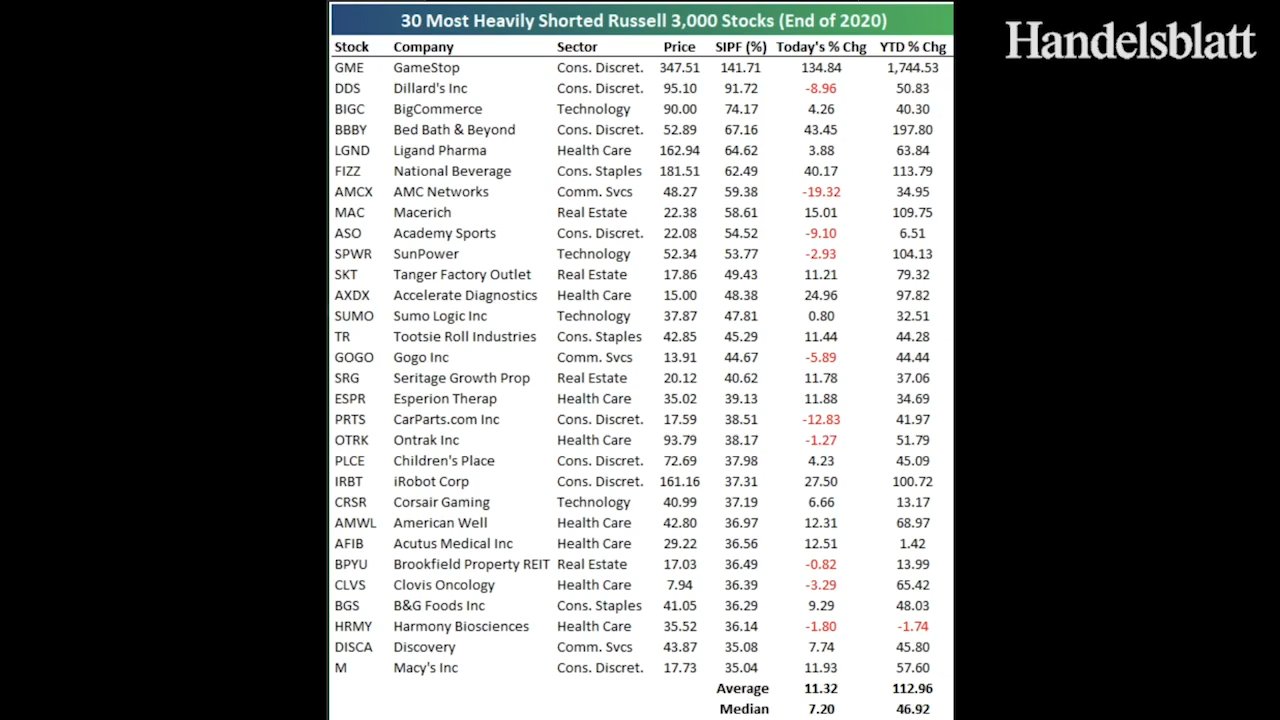 30 Most Heavily Shorted Russell 3,000 Stocks (End of 2020)
Handelsblatt
Stock Company Sector Price SIPF (%) Today's % Chg YTD % Chg
GME GameStop Cons. Discret. 347.51 141.71 134.84 1,744.53
DDS Dillard's Inc Cons. Discret. 95.10 91.72 -8.96 50.83
BIGC BigCommerce Technology 90.00 74.17 4.26 40.30
BBBY Bed Bath & Beyond Cons. Discret. 52.89 67.16 43.45 197.80
LGND Ligand Pharma Health Care 162.94 64.62 3.88 63.84
FIZZ National Beverage Cons. Staples 181.51 62.49 40.17 113.79
AMCX AMC Networks Comm. Svcs 48.27 59.38 -19.32 34.95
MAC Macerich Real Estate 22.38 58.61 15.01 109.75
ASO Academy Sports Cons. Discret. 22.08 54.52 -9.10 6.51
SPWR SunPower Technology 52.34 53.77 -2.93 104.13
SKT Tanger Factory Outlet Real Estate 17.86 49.43 11.21 79.32
AXDX Accelerate Diagnostics Health Care 15.00 48.38 24.96 97.82
SUMO Sumo Logic Inc Technology 37.87 47.81 0.80 32.51
TR Tootsie Roll Industries Cons. Staples 42.85 45.29 11.44 44.28
GOGO Gogo Inc Comm. Svcs 13.91 44.67 -5.89 44.44
SRG Seritage Growth Prop Real Estate 20.12 40.62 11.78 37.06
ESPR Esperion Therap Health Care 35.02 39.13 11.88 34.69
PRTS CarParts.com Inc Cons. Discret. 17.59 38.51 -12.83 41.97
OTRK Ontrak Inc Health Care 93.79 38.17 -1.27 51.79
PLCE Children's Place Cons. Discret. 72.69 37.98 4.23 45.09
IRBT iRobot Corp Cons. Discret. 161.16 37.31 27.50 100.72
CRSR Corsair Gaming Technology 40.99 37.19 6.66 13.17
AMWL American Well Health Care 42.80 36.97 12.31 68.97
AFIB Acutus Medical Inc Health Care 29.22 36.56 12.51 1.42
BPYU Brookfield Property REIT Real Estate 17.03 36.49 -0.82 13.99
CLVS Clovis Oncology Health Care 7.94 36.39 -3.29 65.42
BGS B&G Foods Inc Cons. Staples 41.05 36.29 9.29 48.03
HRMY Harmony Biosciences Health Care 35.52 36.14 -1.80 -1.74
DISCA Discovery Comm. Svcs 43.87 35.08 7.74 45.80
M Macy's Inc Cons. Discret. 17.73 35.04 11.93 57.60
Average 11.32 112.96
Median 7.20 46.92